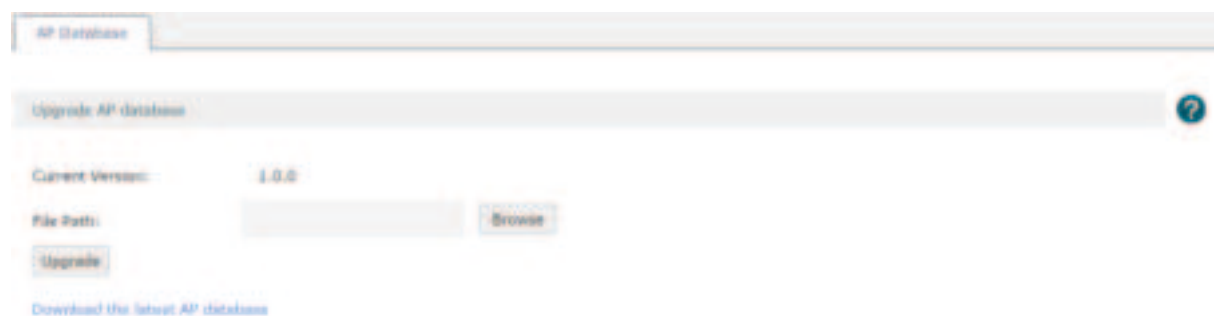 AP Database
Upgrade AP database
?
Current Version: 1.0.0
File Path: Browse
Upgrade
Download the latest AP database